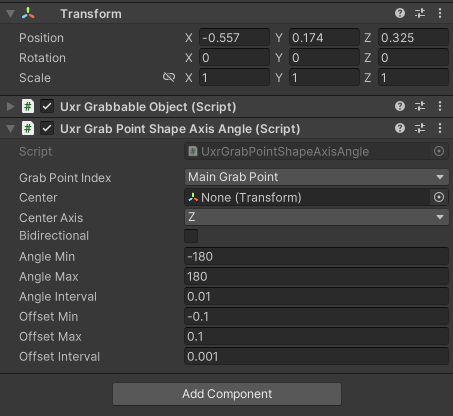 Transform
Position X -0.557 Y 0.174 Z 0.325
Rotation X 0 Y 0 Z 0
Scale X 1 Y 1 Z 1
# Uxr Grabbable Object (Script)
# Uxr Grab Point Shape Axis Angle (Script)
Script # UxrGrabPointShapeAxisAngle
Grab Point Index Main Grab Point
Center None (Transform)
Center Axis Z
Bidirectional
Angle Min -180
Angle Max 180
Angle Interval 0.01
Offset Min -0.1
Offset Max 0.1
Offset Interval 0.001
Add Component